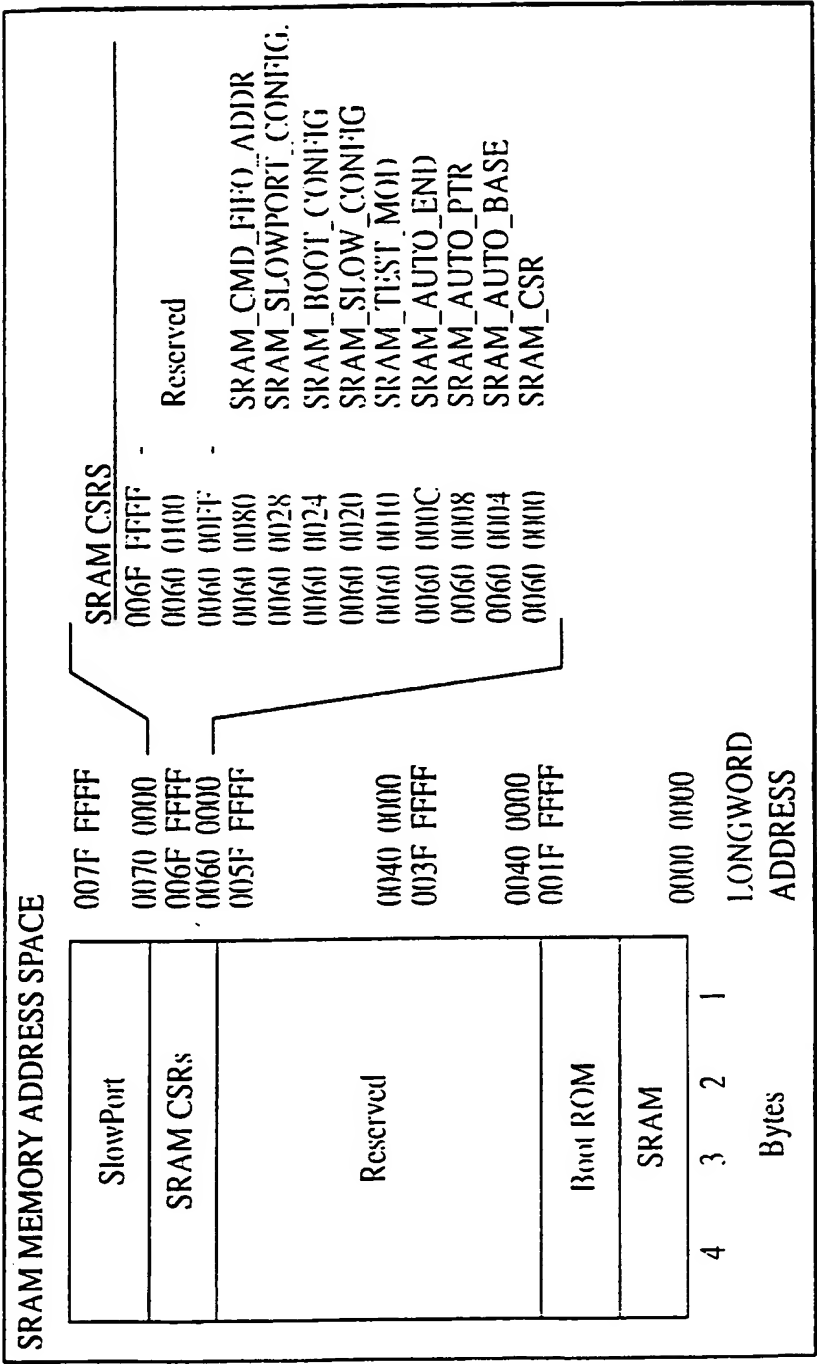 SRAM MEMORY ADDRESS SPACE
SlowPort
SRAM CSRs
Reserved
Boot ROM
SRAM
4 3 2 1
Bytes
007F FFFF
0070 0000
006F FFFF
0060 0000
005F FFFF
0040 0000
003F FFFF
0040 0000
001F FFFF
0000 0000
LONGWORD
ADDRESS
SRAM CSRS
006F FFFF -
0060 0100 Reserved
0060 00FF -
0060 0080 SRAM_CMD_FIFO_ADDR
0060 0028 SRAM_SLOWPORT_CONFIG.
0060 0024 SRAM_BOOT_CONFIG
0060 0020 SRAM_SLOW_CONFIG
0060 0010 SRAM_TEST_MOD
0060 000C SRAM_AUTO_END
0060 0008 SRAM_AUTO_PTR
0060 0004 SRAM_AUTO_BASE
0060 0000 SRAM_CSR